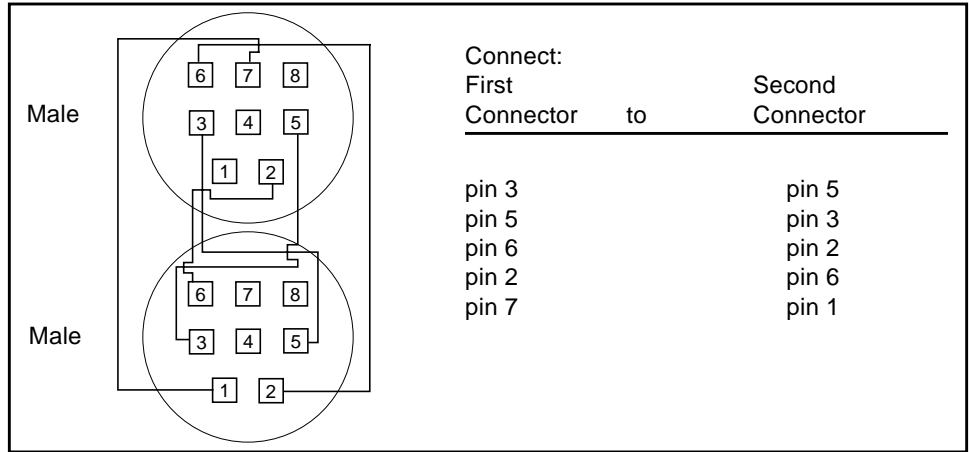 Male
6 7 8
3 4 5
1 2
Male
6 7 8
3 4 5
1 2
Connect:
First Second
Connector to Connector
pin 3 pin 5
pin 5 pin 3
pin 6 pin 2
pin 2 pin 6
pin 7 pin 1